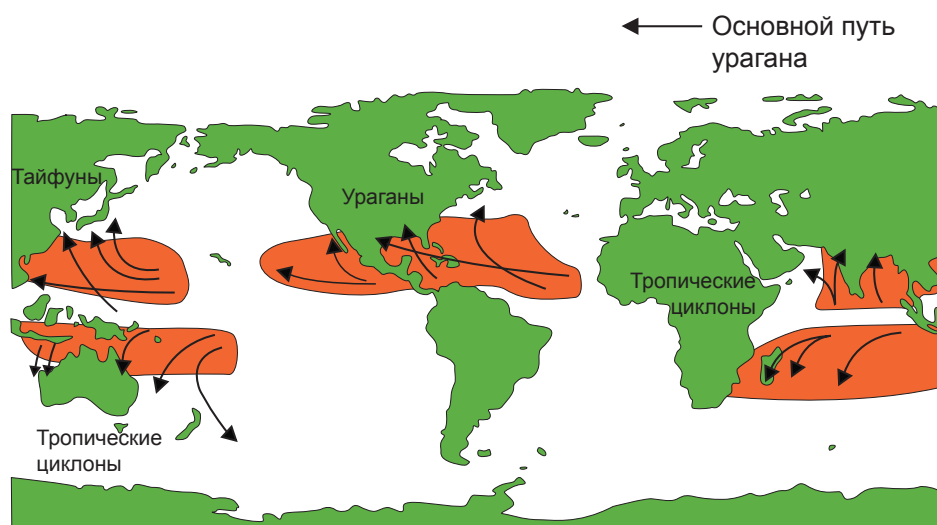 Основной путь
урагана
Тайфуны
Ураганы
Тропические
циклоны
Тропические
циклоны